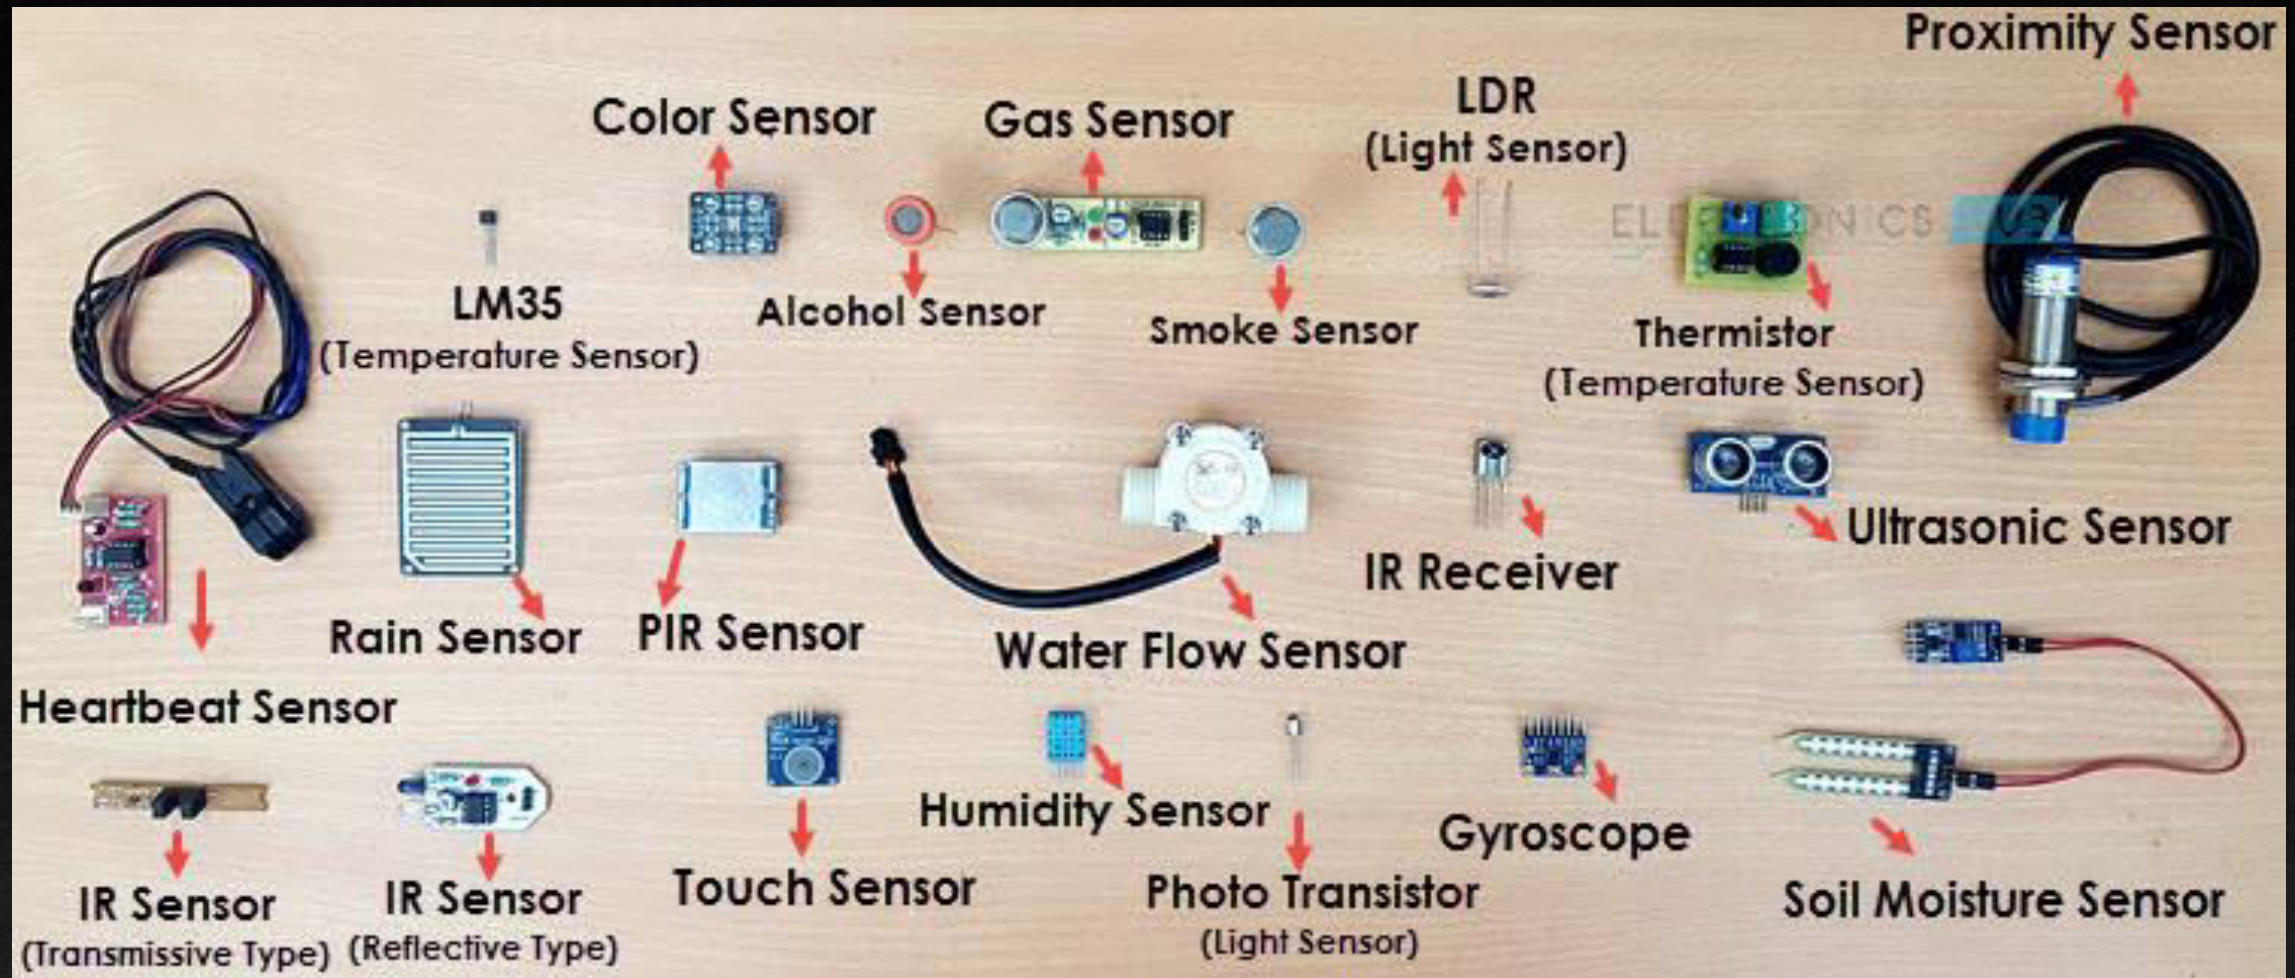 Proximity Sensor
Color Sensor
Gas Sensor
LDR
(Light Sensor)
ELECTRONICS HUB
LM35
(Temperature Sensor)
Alcohol Sensor
Smoke Sensor
Thermistor
(Temperature Sensor)
Ultrasonic Sensor
IR Receiver
Rain Sensor
PIR Sensor
Water Flow Sensor
Heartbeat Sensor
Humidity Sensor
Gyroscope
Touch Sensor
Photo Transistor
(Light Sensor)
Soil Moisture Sensor
IR Sensor
(Transmissive Type)
IR Sensor
(Reflective Type)